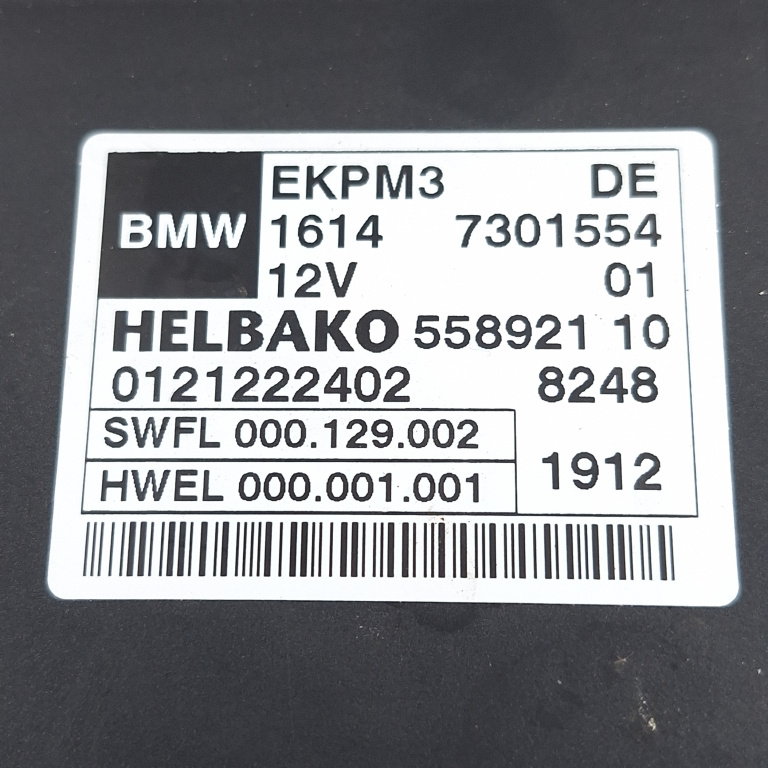 EKPM3 DE
BMW 1614 7301554
12V 01
HELBAKO 558921 10
0121222402 8248
SWFL 000.129.002
1912
HWEL 000.001.001